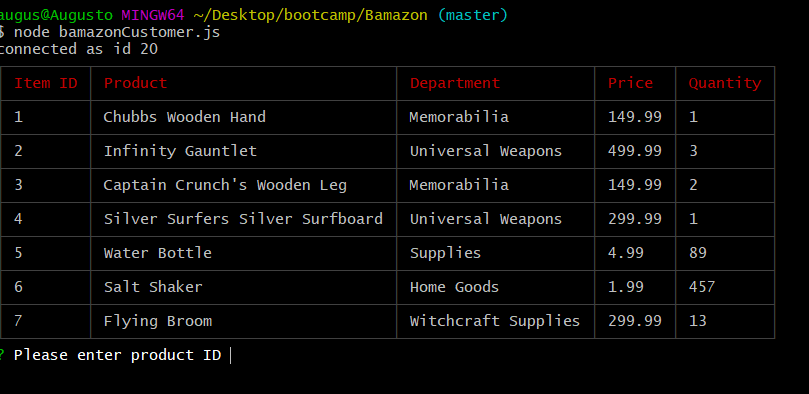 augus@Augusto MINGW64 ~/Desktop/bootcamp/Bamazon (master)
$ node bamazonCustomer.js
connected as id 20
Item ID Product Department Price Quantity
1 Chubbs Wooden Hand Memorabilia 149.99 1
2 Infinity Gauntlet Universal Weapons 499.99 3
3 Captain Crunch's Wooden Leg Memorabilia 149.99 2
4 Silver Surfers Silver Surfboard Universal Weapons 299.99 1
5 Water Bottle Supplies 4.99 89
6 Salt Shaker Home Goods 1.99 457
7 Flying Broom Witchcraft Supplies 299.99 13
? Please enter product ID